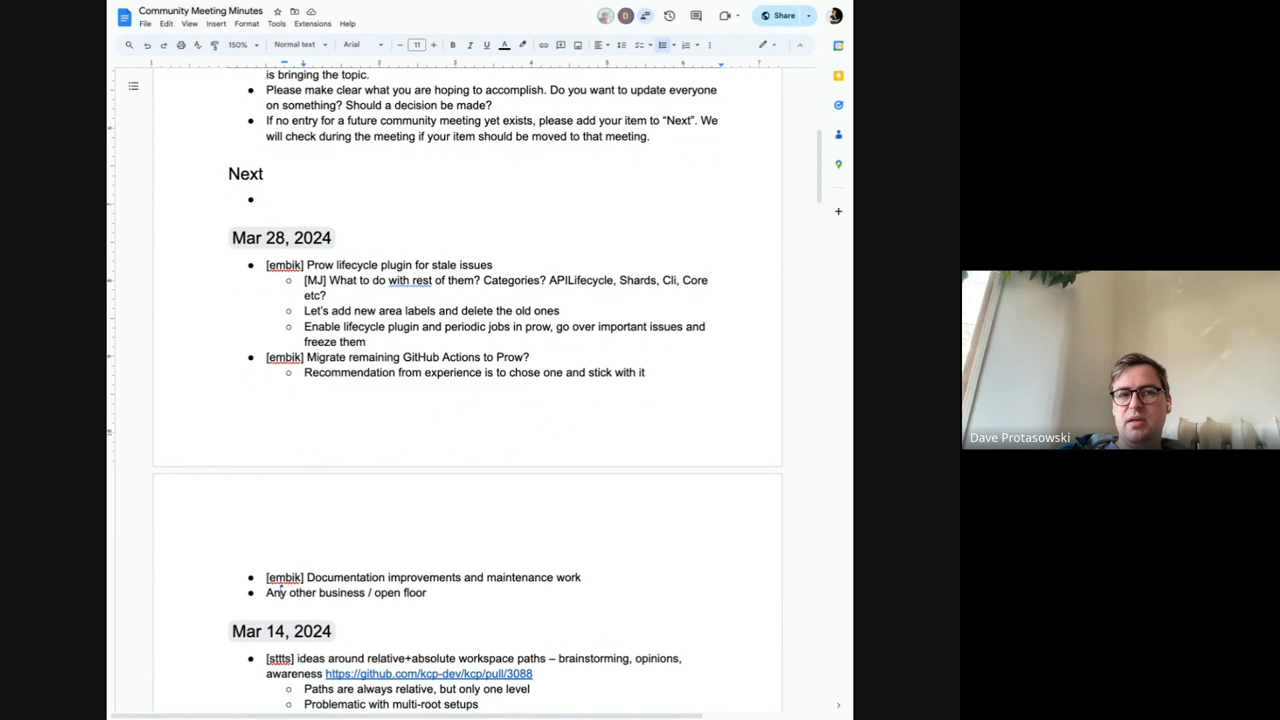 Community Meeting Minutes
File Edit View Insert Format Tools Extensions Help
D
Share
150% Normal text Arial 11
B I U A
1 1 2 3 4 5 6 7
is bringing the topic.
● Please make clear what you are hoping to accomplish. Do you want to update everyone
on something? Should a decision be made?
● If no entry for a future community meeting yet exists, please add your item to “Next”. We
will check during the meeting if your item should be moved to that meeting.
Next
●
Mar 28, 2024
● [embik] Prow lifecycle plugin for stale issues
○ [MJ] What to do with rest of them? Categories? APILifecycle, Shards, Cli, Core
etc?
○ Let’s add new area labels and delete the old ones
○ Enable lifecycle plugin and periodic jobs in prow, go over important issues and
freeze them
● [embik] Migrate remaining GitHub Actions to Prow?
○ Recommendation from experience is to chose one and stick with it
● [embik] Documentation improvements and maintenance work
● Any other business / open floor
Mar 14, 2024
● [sttts] ideas around relative+absolute workspace paths – brainstorming, opinions,
awareness https://github.com/kcp-dev/kcp/pull/3088
○ Paths are always relative, but only one level
○ Problematic with multi-root setups
Dave Protasowski